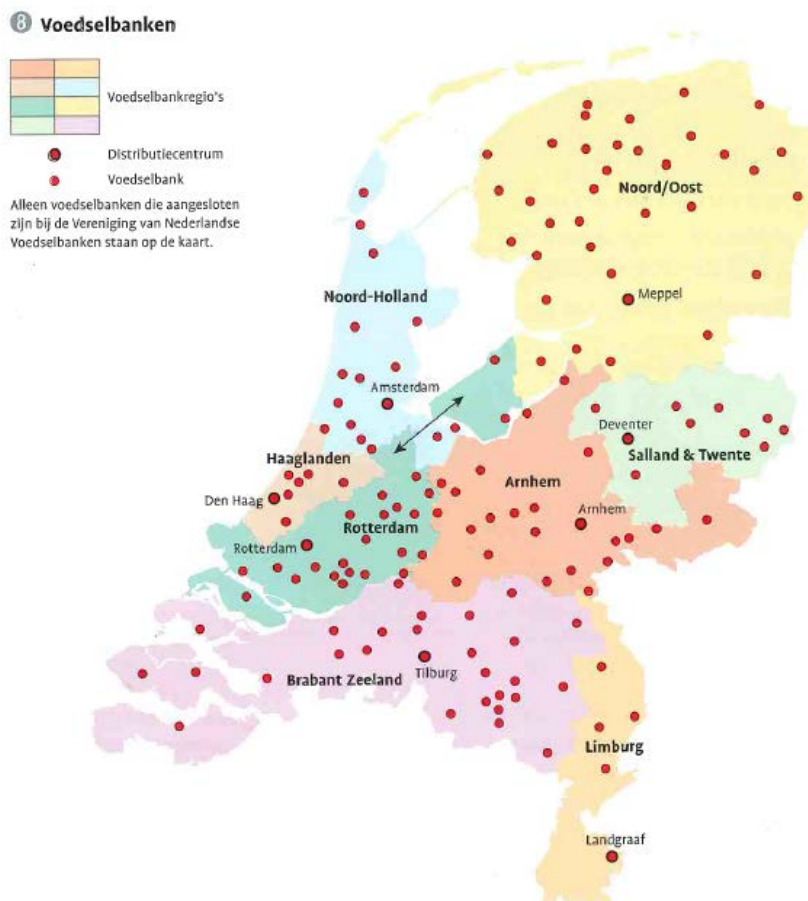 8 Voedselbanken
Voedselbankregio's
Distributiecentrum
Voedselbank
Alleen voedselbanken die aangesloten
zijn bij de Vereniging van Nederlandse
Voedselbanken staan op de kaart.
Noord/Oost
Meppel
Noord-Holland
Amsterdam
Deventer
Salland & Twente
Haaglanden
Den Haag
Arnhem
Arnhem
Rotterdam
Rotterdam
Brabant Zeeland
Tilburg
Limburg
Landgraaf